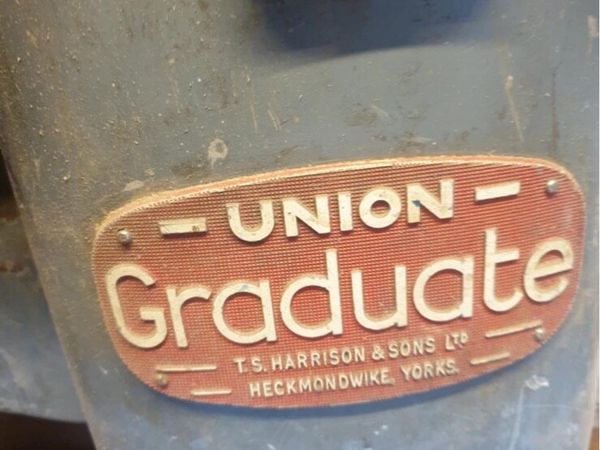 UNION
Graduate
T.S. HARRISON & SONS LTD
HECKMONDWIKE, YORKS.